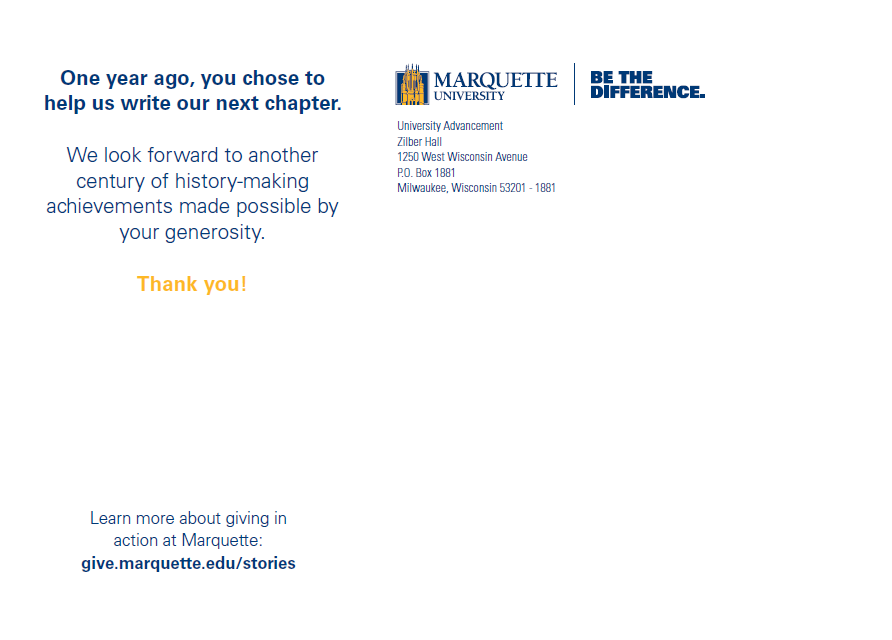 One year ago, you chose to
help us write our next chapter.
We look forward to another
century of history-making
achievements made possible by
your generosity.
Thank you!
Learn more about giving in
action at Marquette:
give.marquette.edu/stories
MARQUETTE
UNIVERSITY
BE THE
DIFFERENCE.
University Advancement
Zilber Hall
1250 West Wisconsin Avenue
P.O. Box 1881
Milwaukee, Wisconsin 53201 - 1881